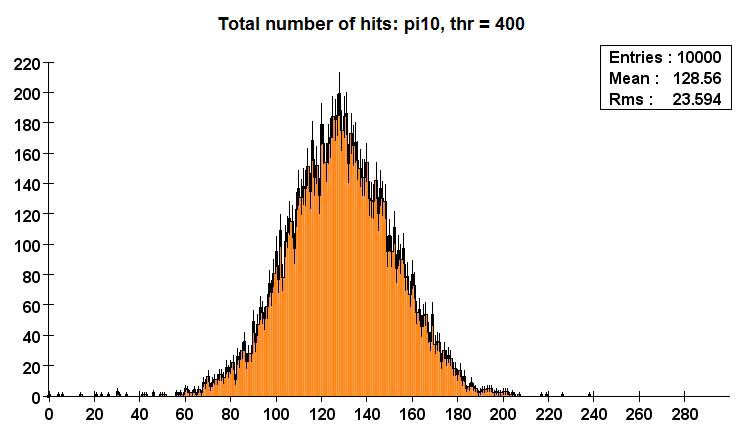 Total number of hits: pi10, thr = 400
Entries : 10000
Mean : 128.56
Rms : 23.594
220
200
180
160
140
120
100
80
60
40
20
0
0 20 40 60 80 100 120 140 160 180 200 220 240 260 280